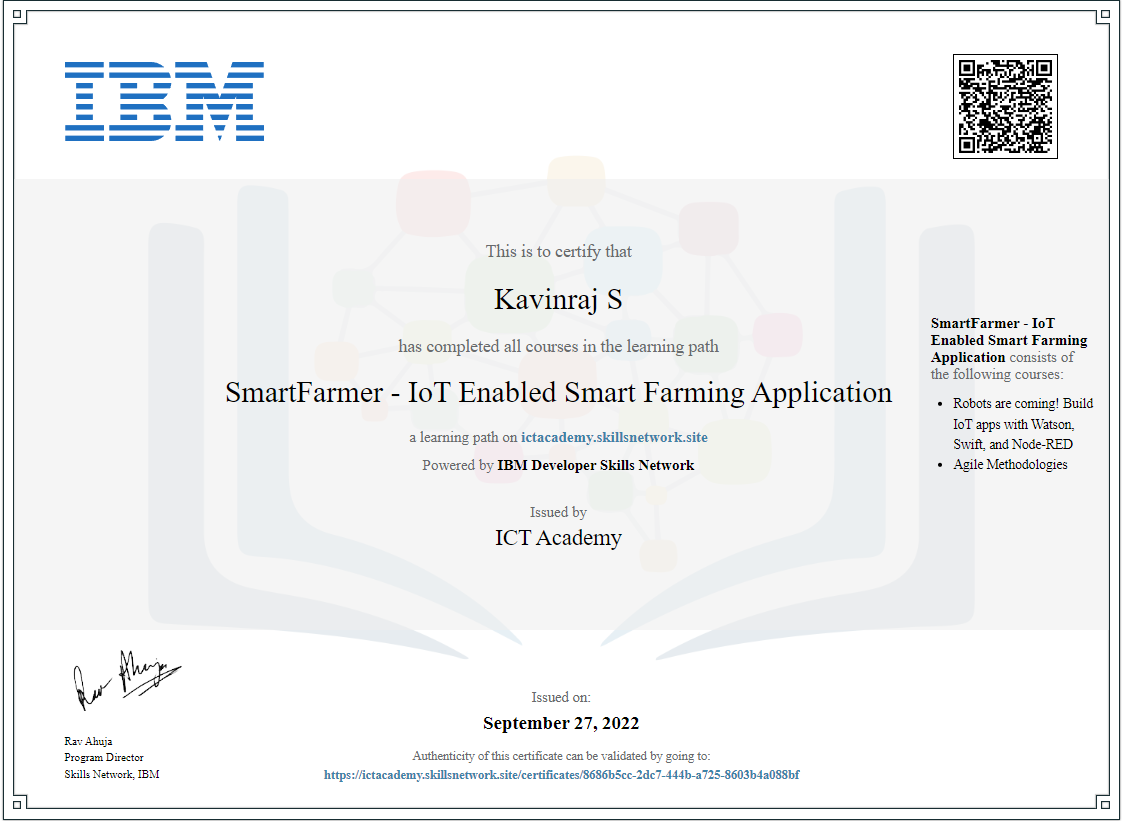 IBM
This is to certify that
Kavinraj S
has completed all courses in the learning path
SmartFarmer - IoT Enabled Smart Farming Application
a learning path on ictacademy.skillsnetwork.site
Powered by IBM Developer Skills Network
Issued by
ICT Academy
SmartFarmer - IoT
Enabled Smart Farming
Application consists of
the following courses:
• Robots are coming! Build
IoT apps with Watson,
Swift, and Node-RED
• Agile Methodologies
Rav Ahuja
Rav Ahuja
Program Director
Skills Network, IBM
Issued on:
September 27, 2022
Authenticity of this certificate can be validated by going to:
https://ictacademy.skillsnetwork.site/certificates/8686b5cc-2dc7-444b-a725-8603b4a088bf